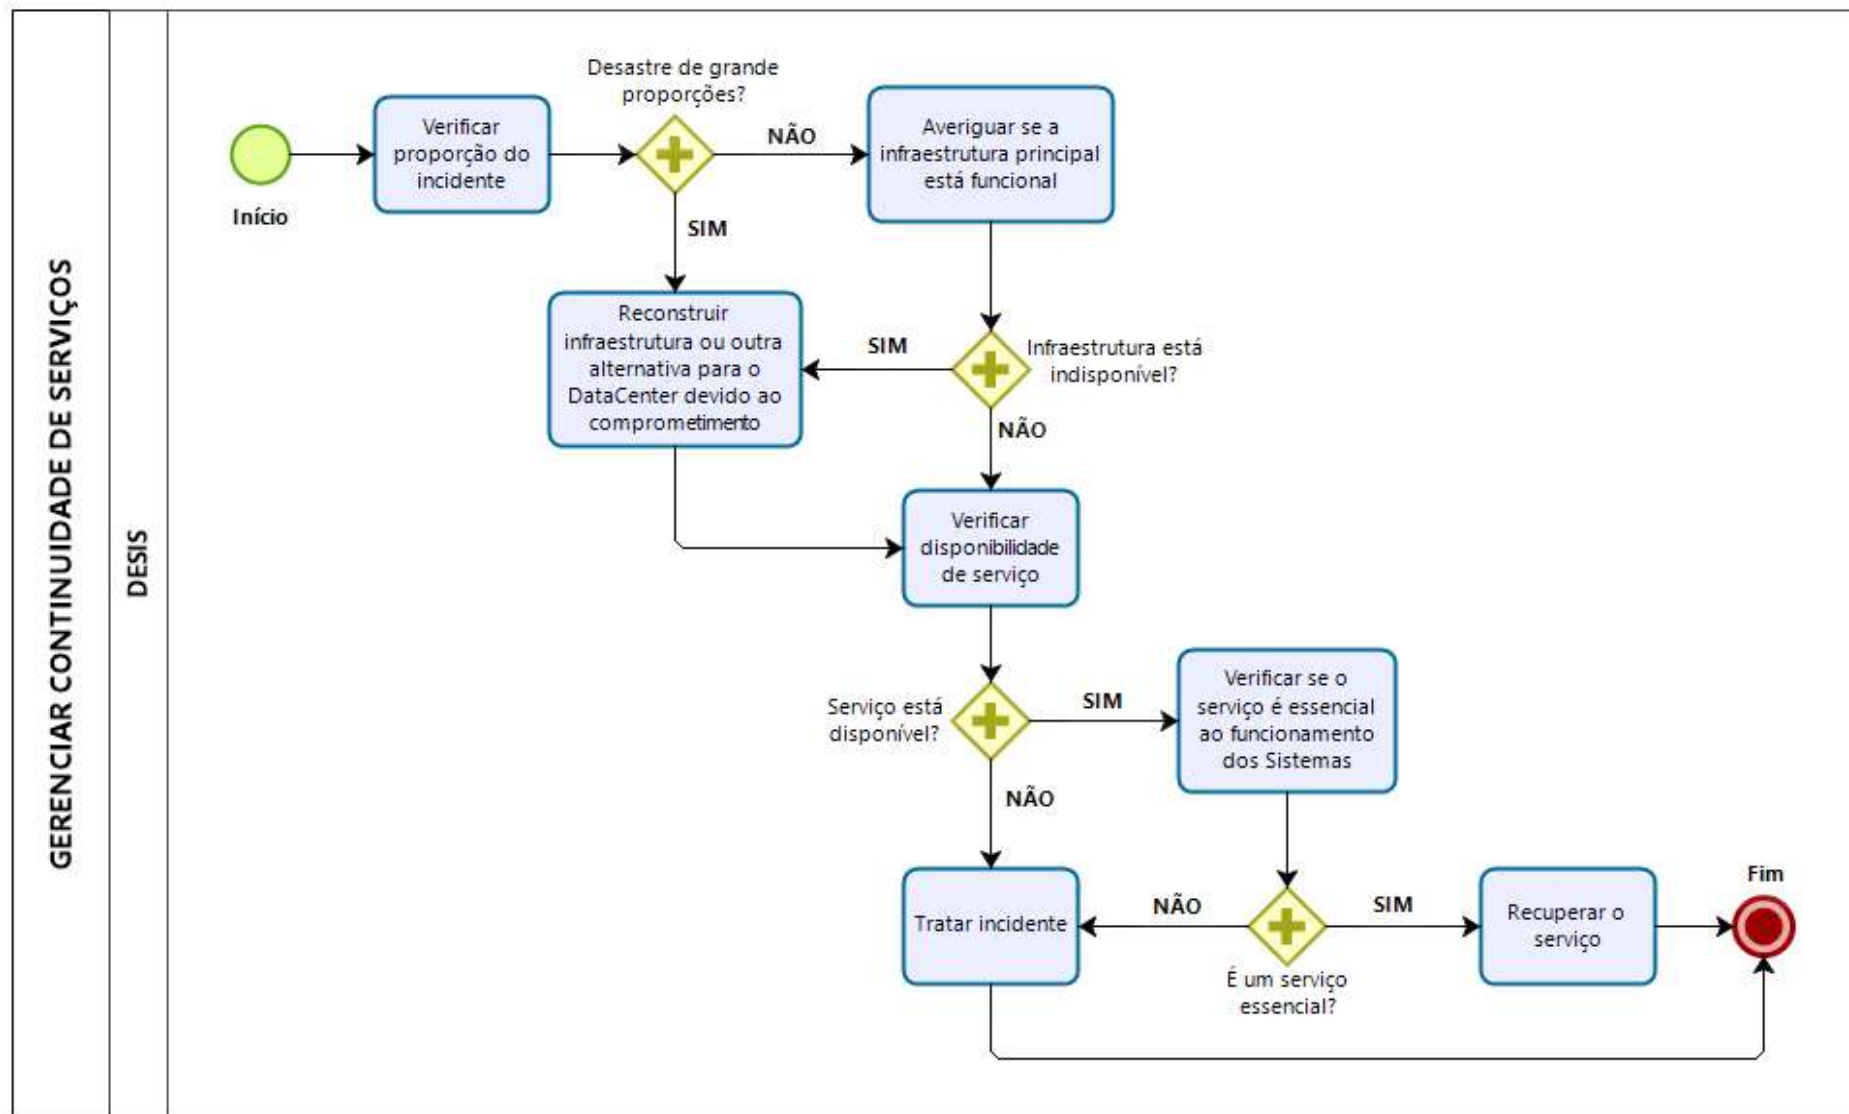 GERENCIAR CONTINUIDADE DE SERVIÇOS
DESIS
Início
Verificar
proporção do
incidente
Desastre de grande
proporções?
NÃO
SIM
Averiguar se a
infraestrutura principal
está funcional
Reconstruir
infraestrutura ou outra
alternativa para o
DataCenter devido ao
comprometimento
SIM
Infraestrutura está
indisponível?
NÃO
Verificar
disponibilidade
de serviço
Serviço está
disponível?
SIM
NÃO
Verificar se o
serviço é essencial
ao funcionamento
dos Sistemas
Tratar incidente
NÃO
SIM
É um serviço
essencial?
Recuperar o
serviço
Fim